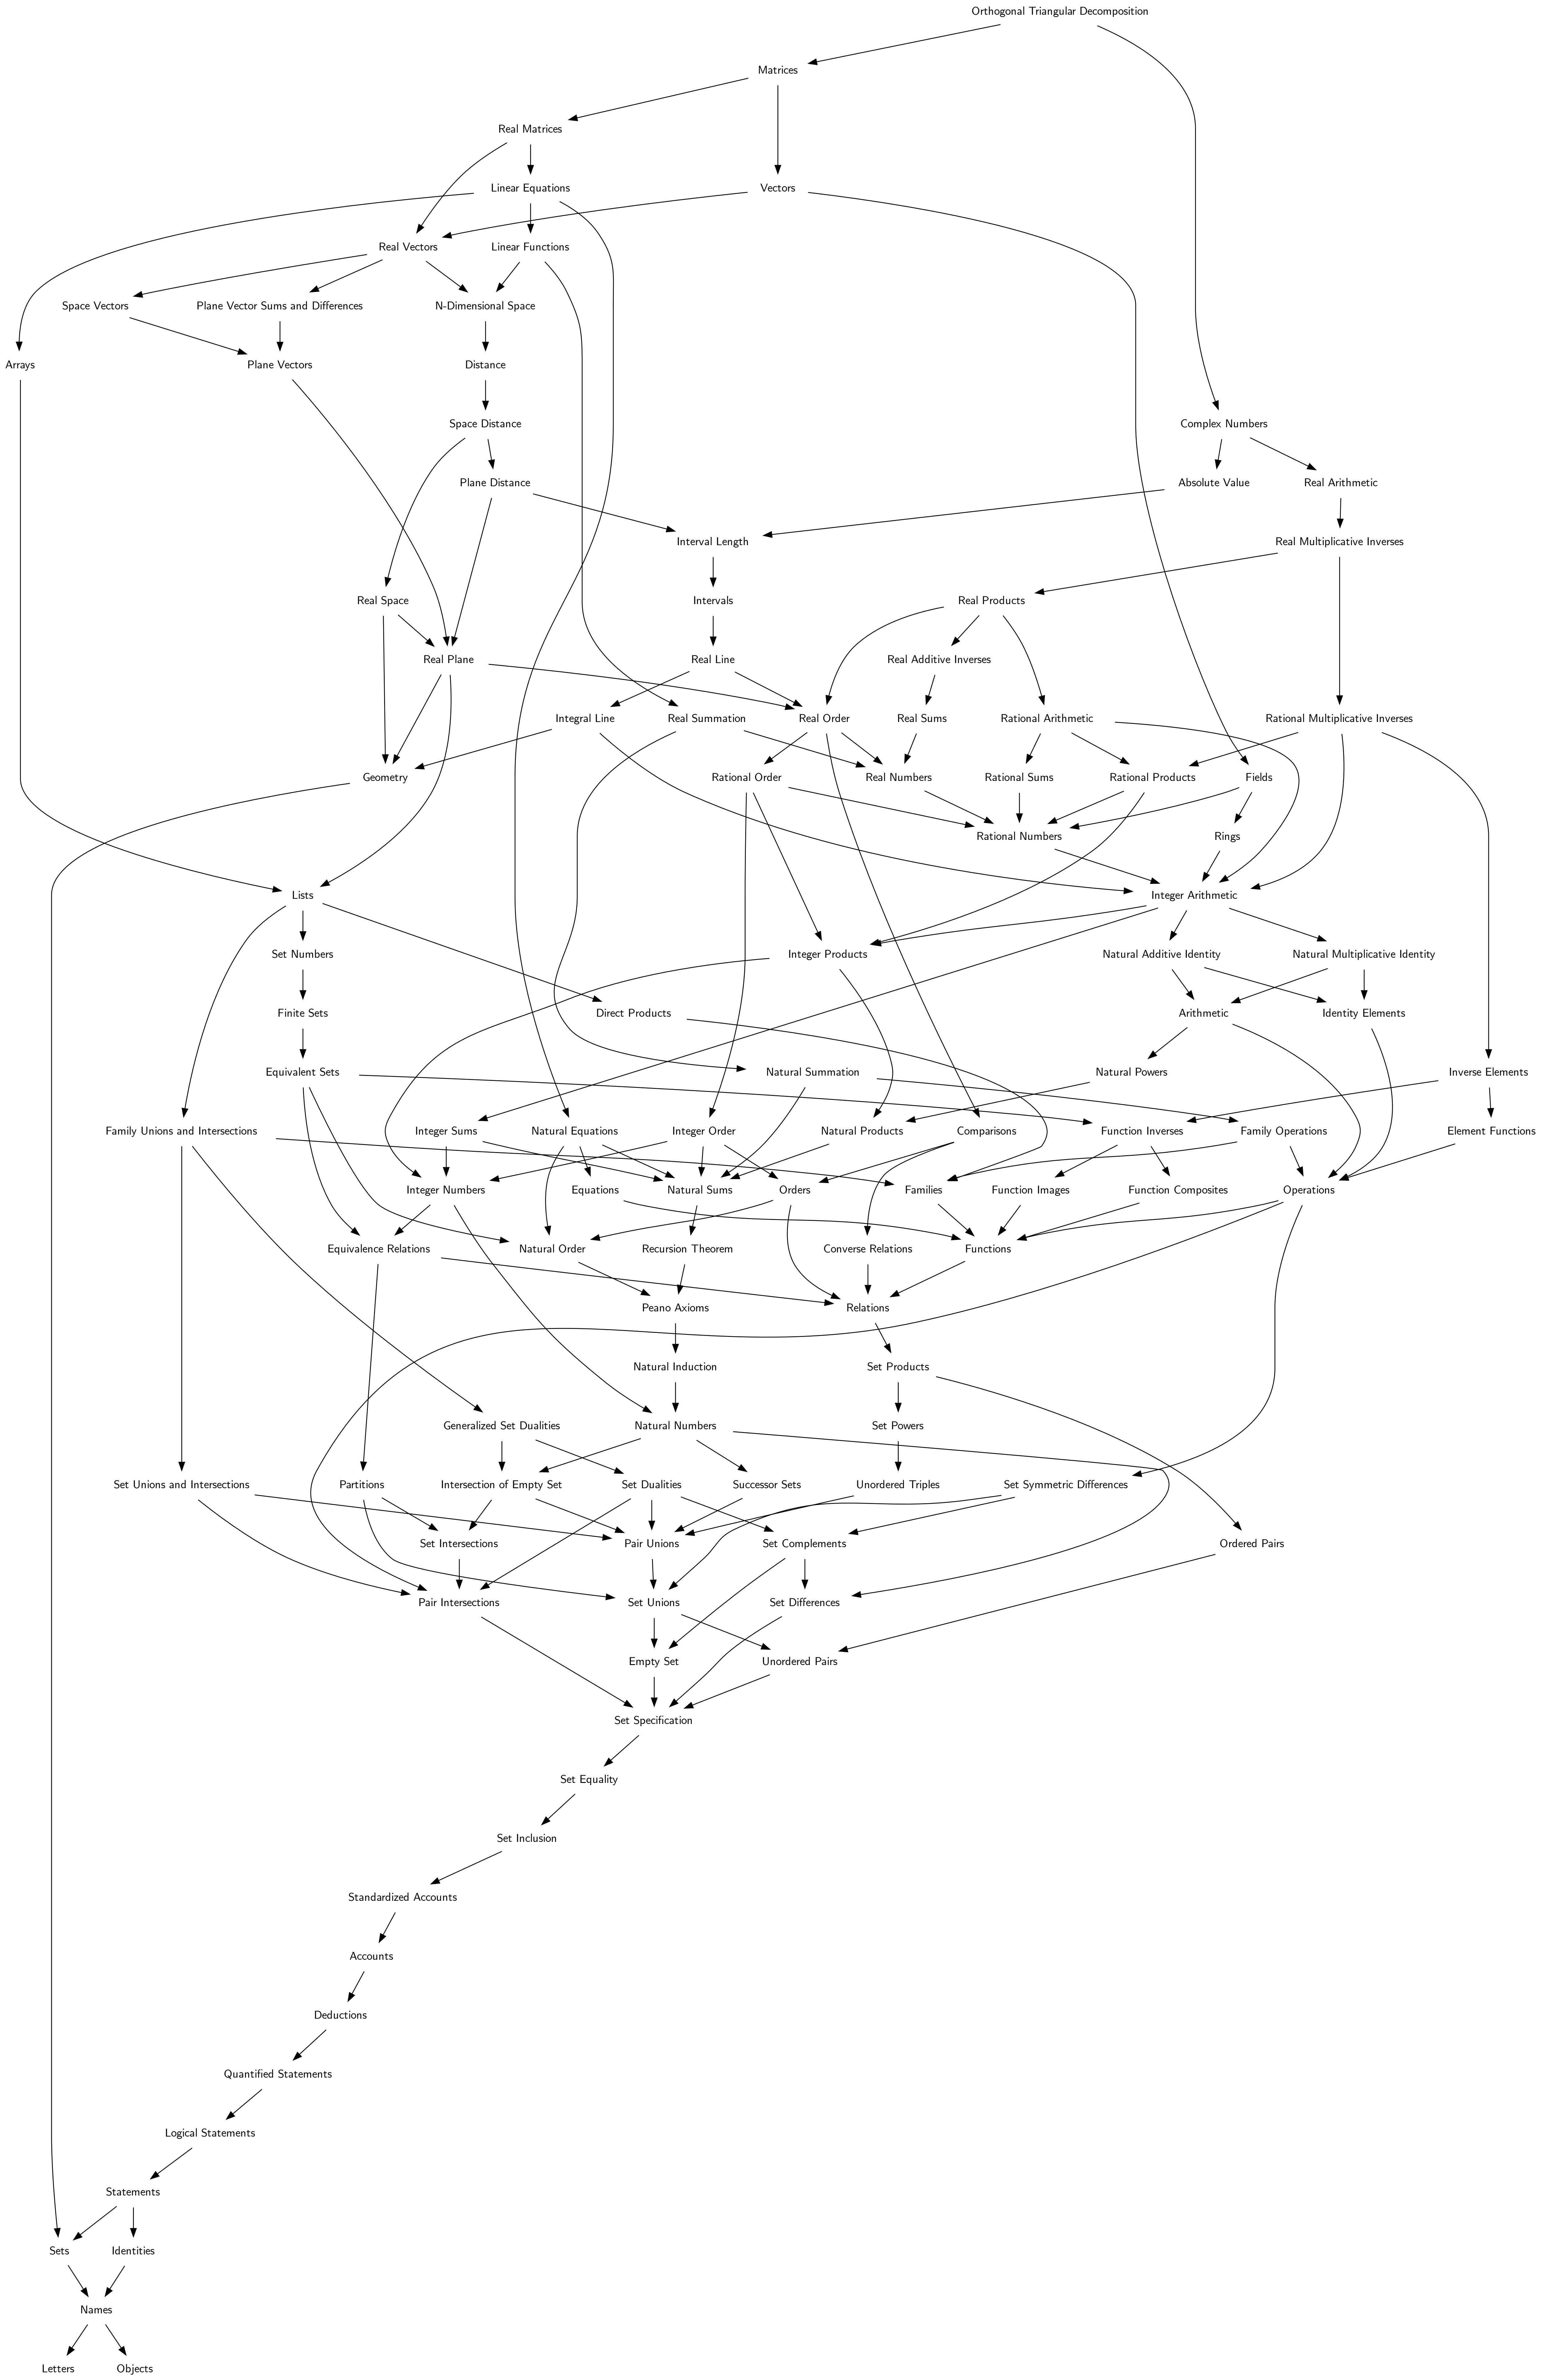 Orthogonal Triangular Decomposition
Matrices
Real Matrices
Linear Equations
Vectors
Real Vectors
Linear Functions
Space Vectors
Plane Vector Sums and Differences
N-Dimensional Space
Arrays
Plane Vectors
Distance
Space Distance
Complex Numbers
Plane Distance
Absolute Value
Real Arithmetic
Interval Length
Real Multiplicative Inverses
Real Space
Intervals
Real Products
Real Plane
Real Line
Real Additive Inverses
Integral Line
Real Summation
Real Order
Real Sums
Rational Arithmetic
Rational Multiplicative Inverses
Geometry
Rational Order
Real Numbers
Rational Sums
Rational Products
Fields
Rational Numbers
Rings
Lists
Integer Arithmetic
Set Numbers
Integer Products
Natural Additive Identity
Natural Multiplicative Identity
Finite Sets
Direct Products
Arithmetic
Identity Elements
Equivalent Sets
Natural Summation
Natural Powers
Inverse Elements
Family Unions and Intersections
Integer Sums
Natural Equations
Integer Order
Natural Products
Comparisons
Function Inverses
Family Operations
Element Functions
Integer Numbers
Equations
Natural Sums
Orders
Families
Function Images
Function Composites
Operations
Equivalence Relations
Natural Order
Recursion Theorem
Converse Relations
Functions
Peano Axioms
Relations
Natural Induction
Set Products
Generalized Set Dualities
Natural Numbers
Set Powers
Set Unions and Intersections
Partitions
Intersection of Empty Set
Set Dualities
Successor Sets
Unordered Triples
Set Symmetric Differences
Set Intersections
Pair Unions
Set Complements
Ordered Pairs
Pair Intersections
Set Unions
Set Differences
Empty Set
Unordered Pairs
Set Specification
Set Equality
Set Inclusion
Standardized Accounts
Accounts
Deductions
Quantified Statements
Logical Statements
Statements
Sets
Identities
Names
Letters
Objects